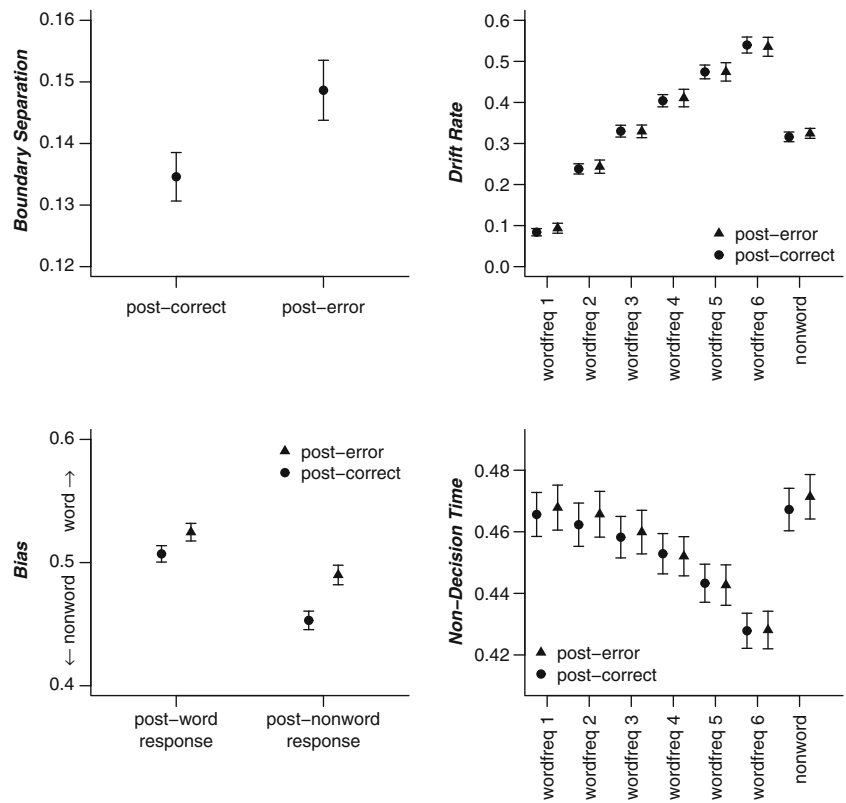 Boundary Separation
0.16
0.15
0.14
0.13
0.12
post–correct
post–error
Drift Rate
0.6
0.5
0.4
0.3
0.2
0.1
0.0
post–error
post–correct
wordfreq 1
wordfreq 2
wordfreq 3
wordfreq 4
wordfreq 5
wordfreq 6
nonword
Bias
← nonword   word →
0.6
0.5
0.4
post–error
post–correct
post–word
response
post–nonword
response
Non–Decision Time
0.48
0.46
0.44
0.42
post–error
post–correct
wordfreq 1
wordfreq 2
wordfreq 3
wordfreq 4
wordfreq 5
wordfreq 6
nonword